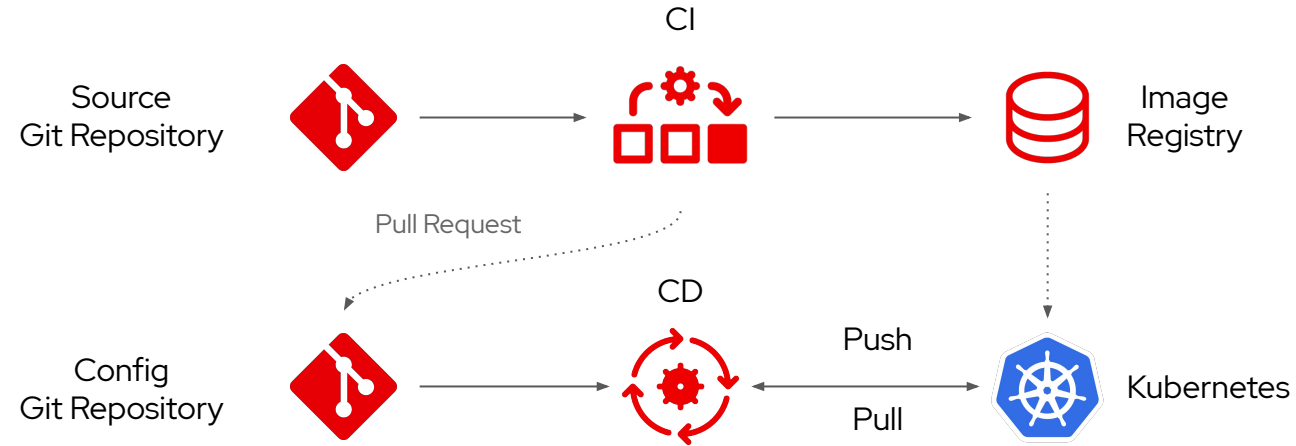 CI
Source
Git Repository
Image
Registry
Pull Request
CD
Push
Config
Git Repository
Kubernetes
Pull